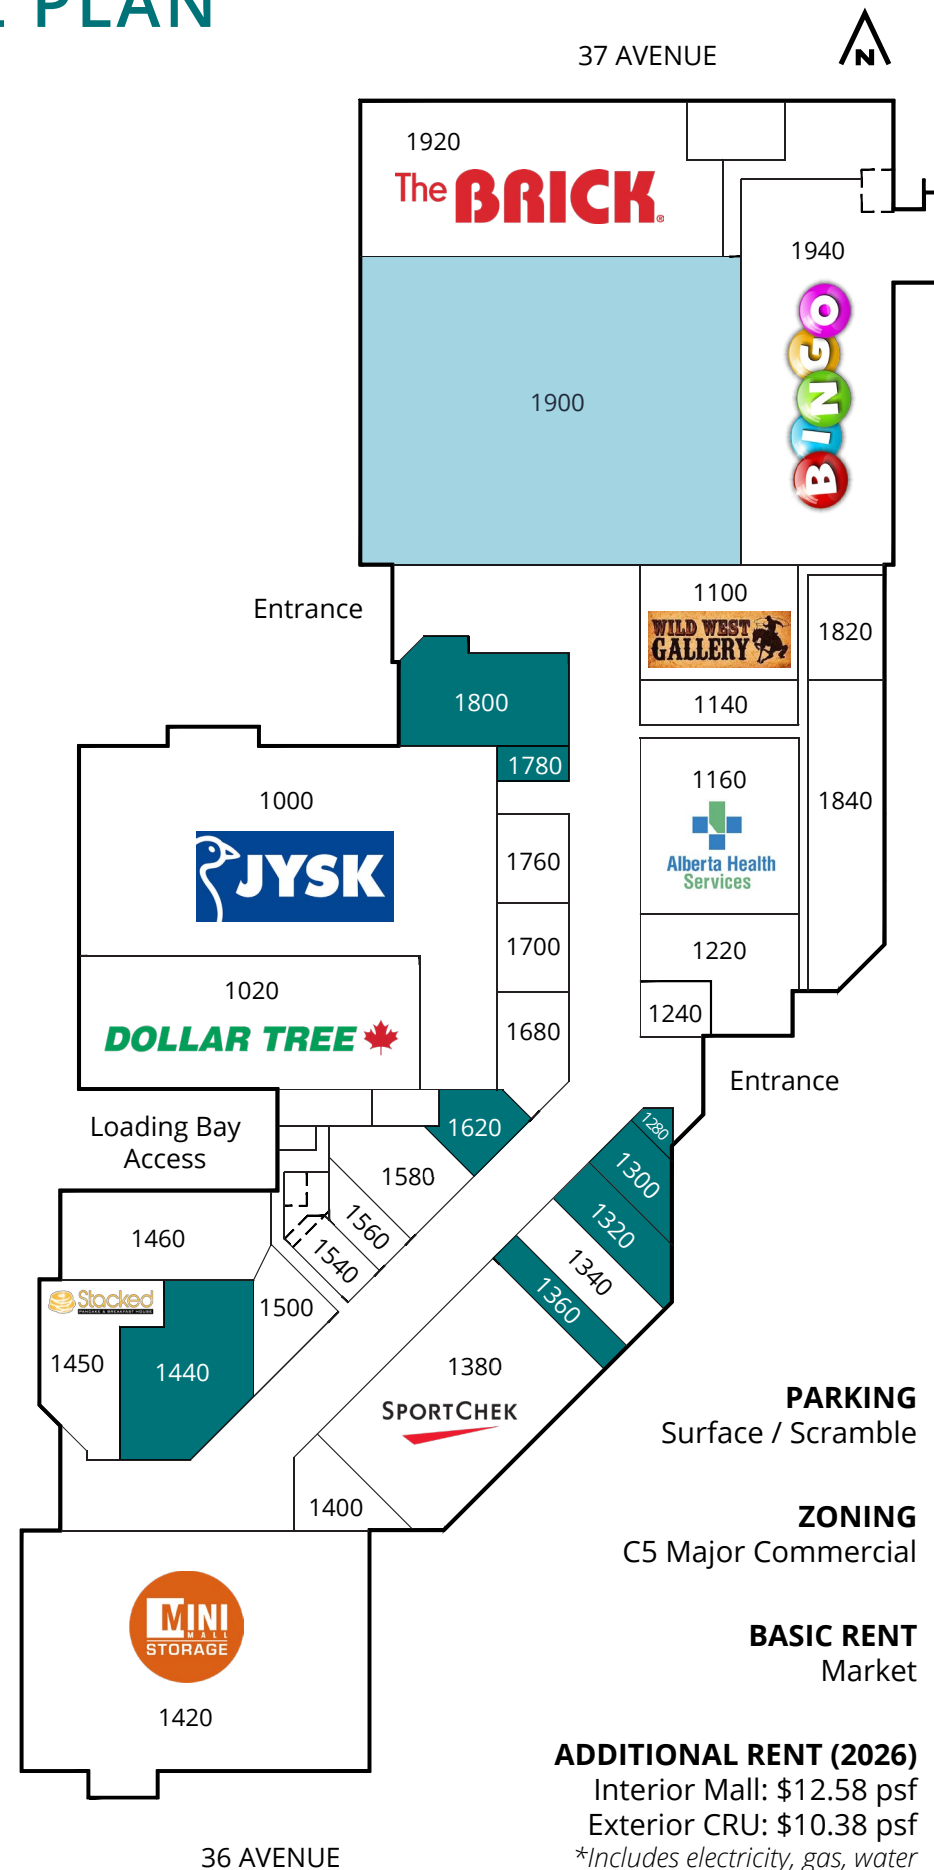 PLAN
37 AVENUE
N
1920
The BRICK®
1940
BINGO
1900
Entrance
1100
WILD WEST
GALLERY
1820
1800
1140
1780
1160
Alberta Health
Services
1840
1000
JYSK
1760
1700
1220
1020
DOLLAR TREE
1680
1240
Entrance
Loading Bay
Access
1620
1280
1580
1300
1560
1320
1460
1540
1340
Stacked
PANCAKE & BREAKFAST HOUSE
1500
1360
1450
1440
1380
SPORTCHEK
1400
PARKING
Surface / Scramble
ZONING
C5 Major Commercial
MINI
MALL
STORAGE
1420
BASIC RENT
Market
ADDITIONAL RENT (2026)
Interior Mall: $12.58 psf
Exterior CRU: $10.38 psf
*Includes electricity, gas, water
36 AVENUE